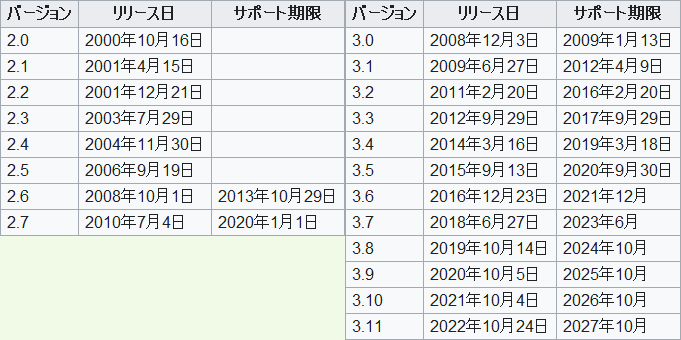 バージョン リリース日 サポート期限
2.0 2000年10月16日
2.1 2001年4月15日
2.2 2001年12月21日
2.3 2003年7月29日
2.4 2004年11月30日
2.5 2006年9月19日
2.6 2008年10月1日 2013年10月29日
2.7 2010年7月4日 2020年1月1日
バージョン リリース日 サポート期限
3.0 2008年12月3日 2009年1月13日
3.1 2009年6月27日 2012年4月9日
3.2 2011年2月20日 2016年2月20日
3.3 2012年9月29日 2017年9月29日
3.4 2014年3月16日 2019年3月18日
3.5 2015年9月13日 2020年9月30日
3.6 2016年12月23日 2021年12月
3.7 2018年6月27日 2023年6月
3.8 2019年10月14日 2024年10月
3.9 2020年10月5日 2025年10月
3.10 2021年10月4日 2026年10月
3.11 2022年10月24日 2027年10月